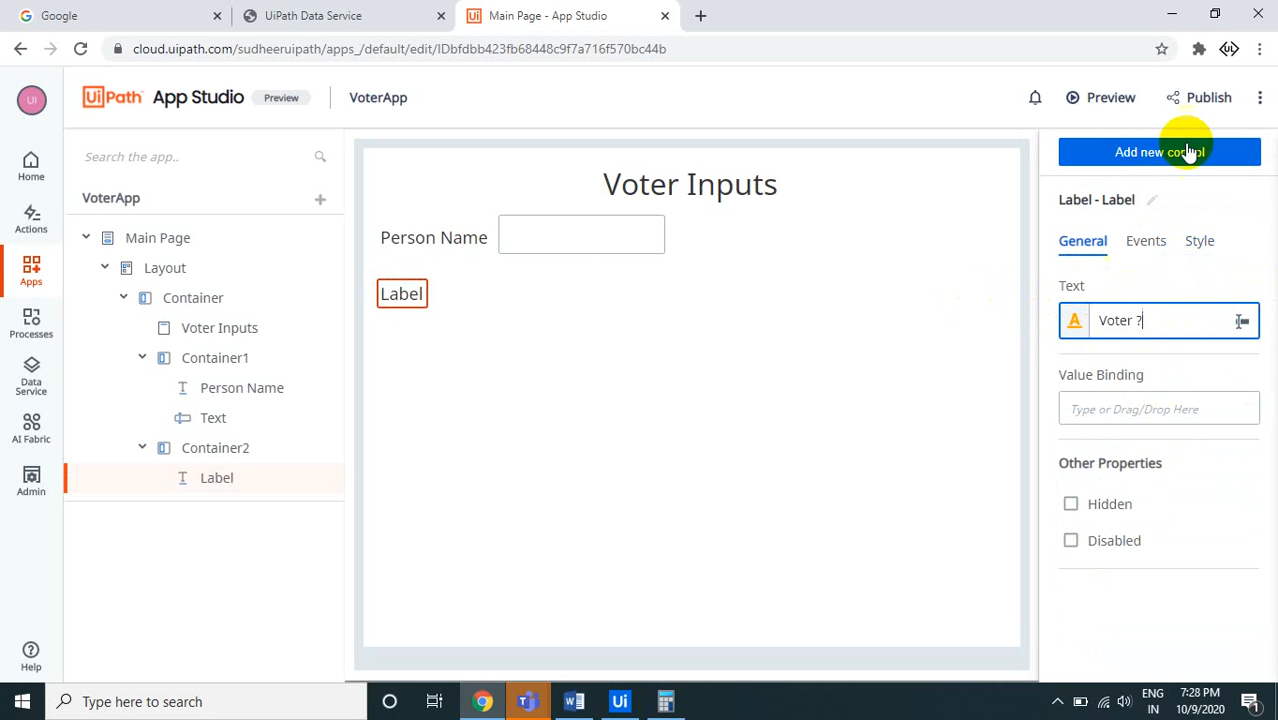 Google
UiPath Data Service
Main Page - App Studio
cloud.uipath.com/sudheeruipath/apps_/default/edit/IDbfdbb423fb68448c9f7a716f570bc44b
UI
UiPath App Studio
Preview
VoterApp
Preview
Publish
Home
Actions
Apps
Processes
Data
Service
AI Fabric
Admin
Help
Search the app..
VoterApp
Main Page
Layout
Container
Voter Inputs
Container1
Person Name
Text
Container2
Label
Voter Inputs
Person Name
Label
Add new control
Label - Label
General
Events
Style
Text
A
Voter ?
Value Binding
Type or Drag/Drop Here
Other Properties
Hidden
Disabled
Type here to search
Ui
ENG
IN
7:28 PM
10/9/2020
1